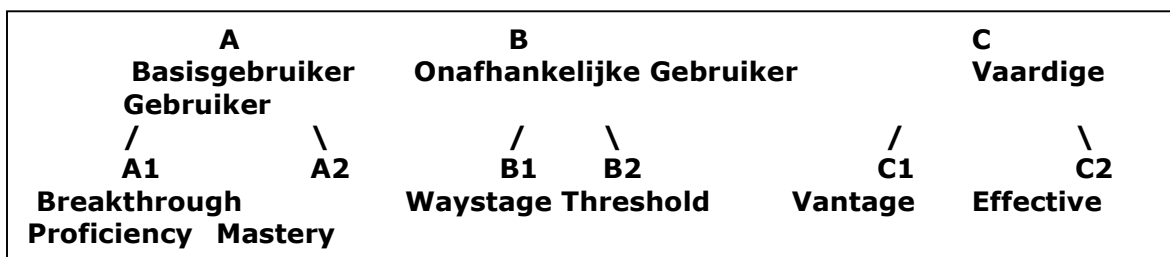 A B C
Basisgebruiker Onafhankelijke Gebruiker Vaardige
Gebruiker
/ \ / \ / \
A1 A2 B1 B2 C1 C2
Breakthrough Waystage Threshold Vantage Effective
Proficiency Mastery